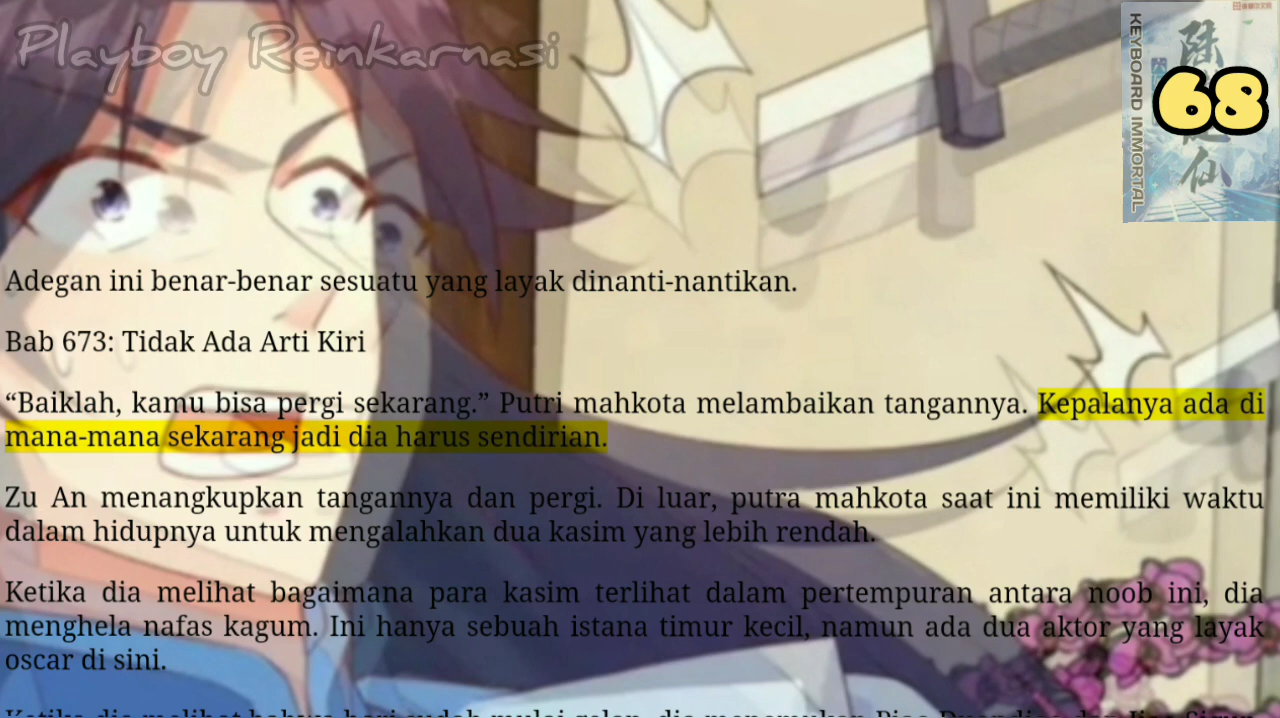 Playboy Reinkarnasi
KEYBOARD IMMORTAL
68
Adegan ini benar-benar sesuatu yang layak dinanti-nantikan.
Bab 673: Tidak Ada Arti Kiri
“Baiklah, kamu bisa pergi sekarang.” Putri mahkota melambaikan tangannya. Kepalanya ada di
mana-mana sekarang jadi dia harus sendirian.
Zu An menangkupkan tangannya dan pergi. Di luar, putra mahkota saat ini memiliki waktu
dalam hidupnya untuk mengalahkan dua kasim yang lebih rendah.
Ketika dia melihat bagaimana para kasim terlihat dalam pertempuran antara noob ini, dia
menghela nafas kagum. Ini hanya sebuah istana timur kecil, namun ada dua aktor yang layak
oscar di sini.